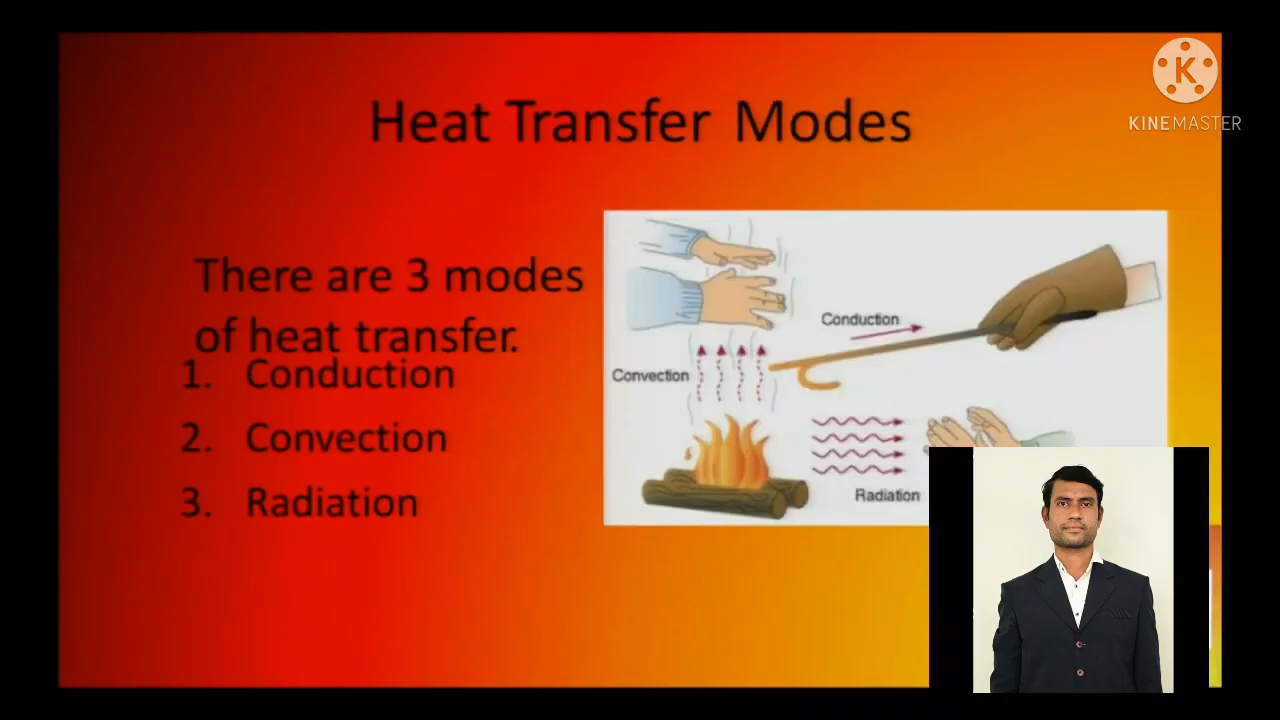 Heat Transfer Modes
K
KINEMASTER
There are 3 modes
of heat transfer.
1. Conduction
2. Convection
3. Radiation
Conduction
Convection
Radiation